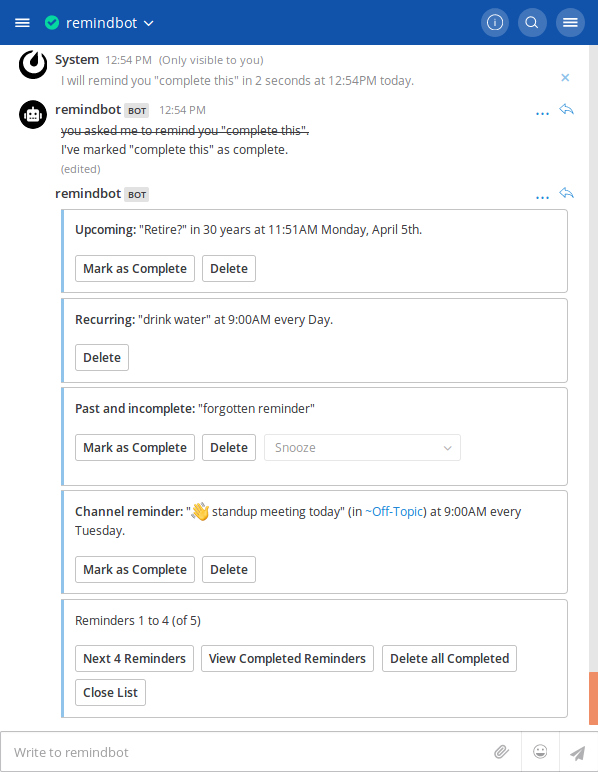 remindbot
System 12:54 PM (Only visible to you)
I will remind you "complete this" in 2 seconds at 12:54PM today.
remindbot BOT 12:54 PM
you asked me to remind you "complete this".
I've marked "complete this" as complete.
(edited)
remindbot BOT
Upcoming: "Retire?" in 30 years at 11:51AM Monday, April 5th.
Mark as Complete Delete
Recurring: "drink water" at 9:00AM every Day.
Delete
Past and incomplete: "forgotten reminder"
Mark as Complete Delete Snooze
Channel reminder: "👋 standup meeting today" (in ~Off-Topic) at 9:00AM every
Tuesday.
Mark as Complete Delete
Reminders 1 to 4 (of 5)
Next 4 Reminders View Completed Reminders Delete all Completed
Close List
Write to remindbot